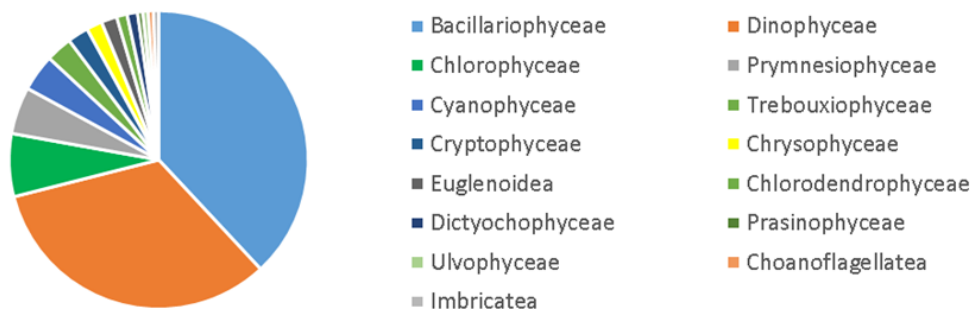 Bacillariophyceae Dinophyceae
Chlorophyceae Prymnesiophyceae
Cyanophyceae Trebouxiophyceae
Cryptophyceae Chrysophyceae
Euglenoidea Chlorodendrophyceae
Dictyochophyceae Prasinophyceae
Ulvophyceae Choanoflagellatea
Imbricatea